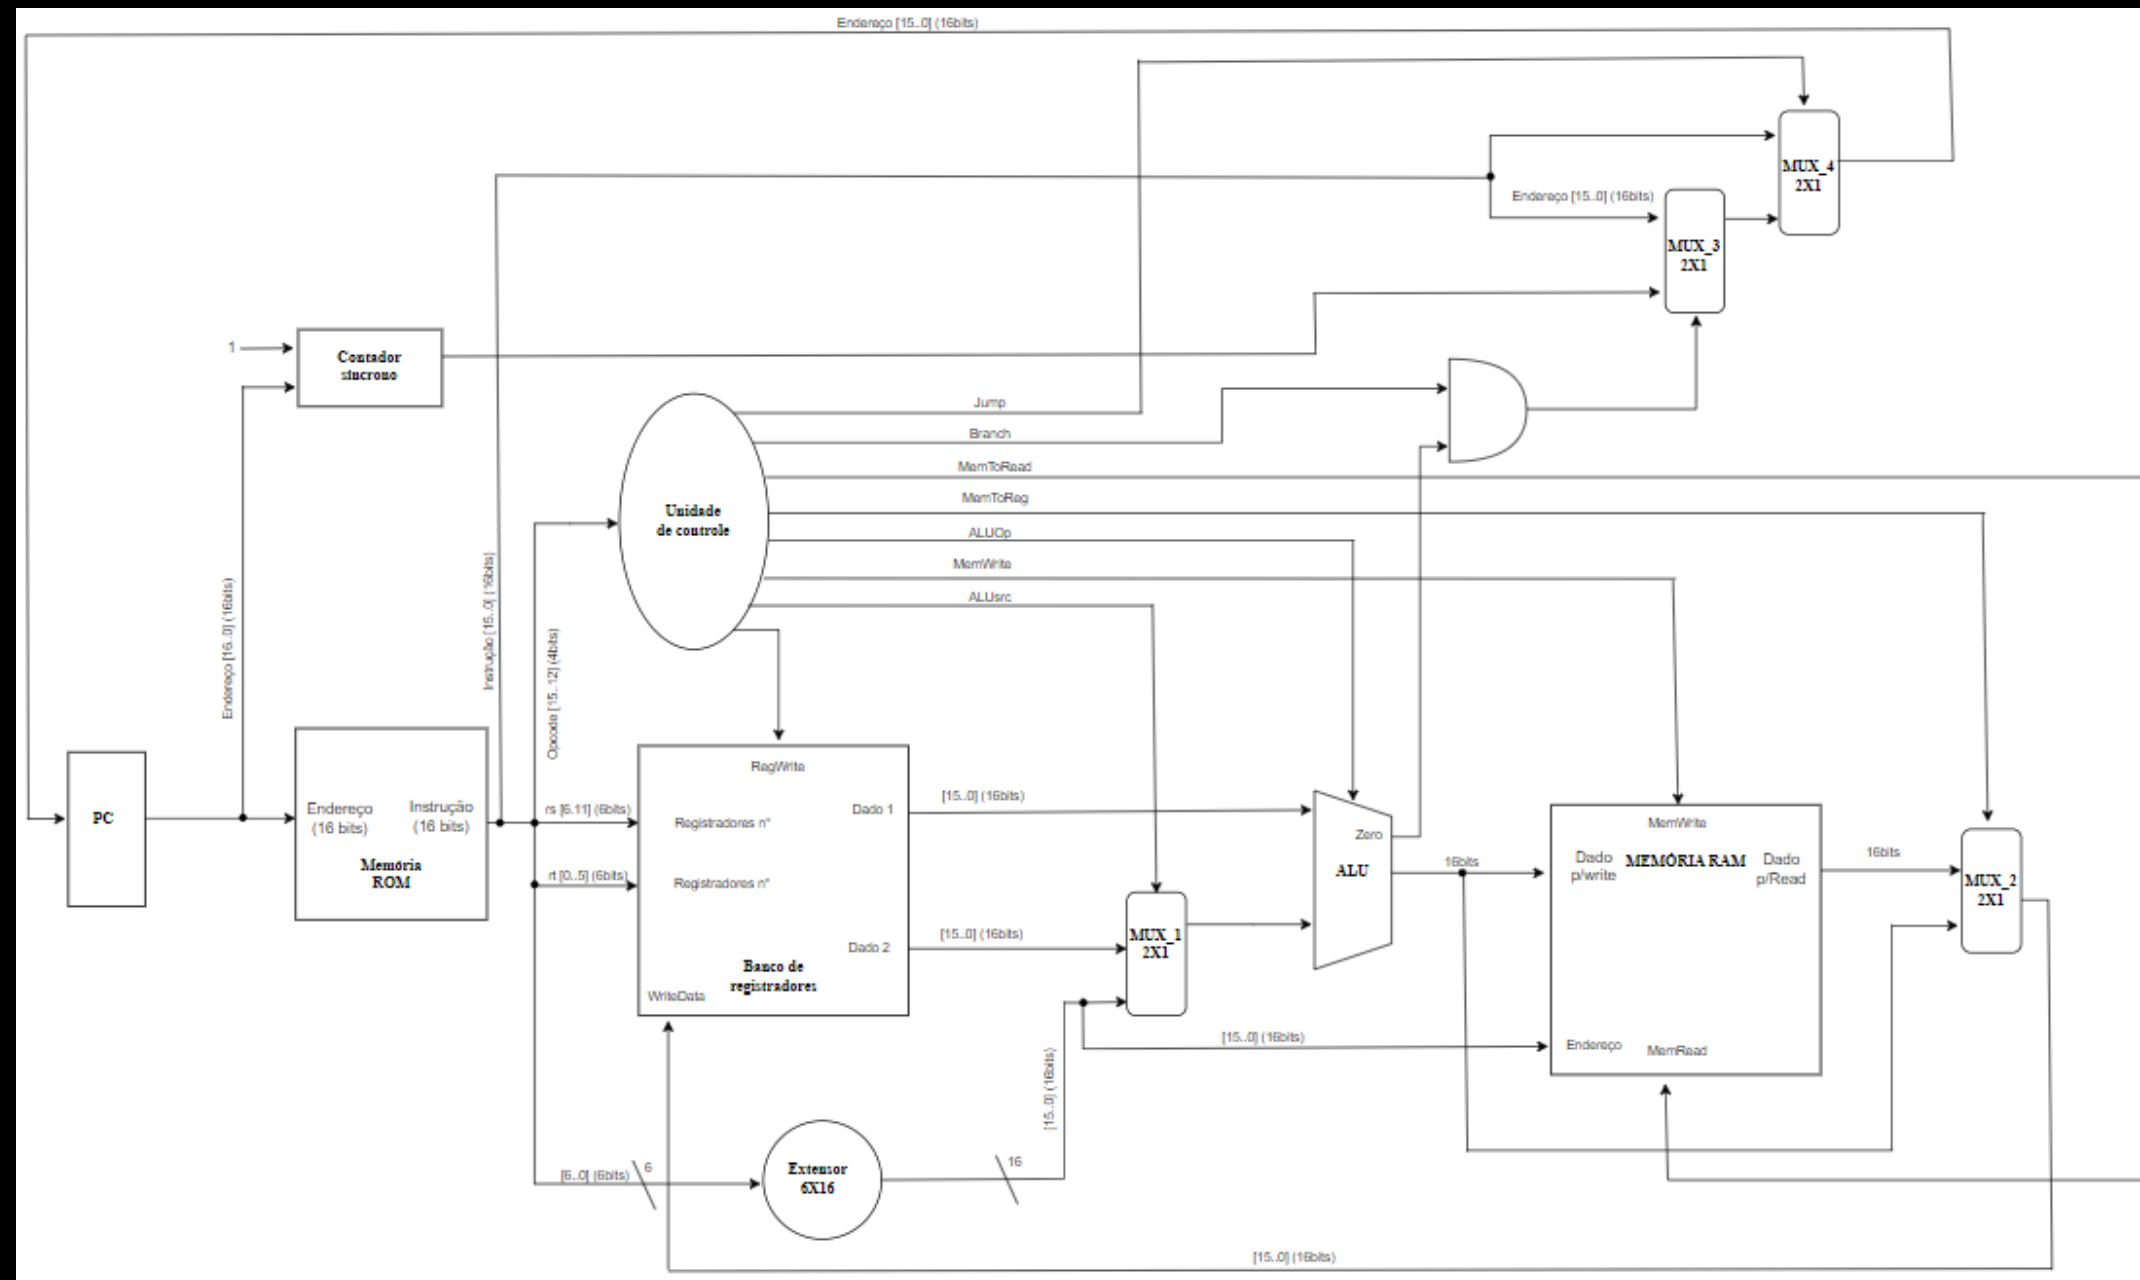 Endereço [15..0] (16bits)
MUX_4
2X1
Endereço [15..0] (16bits)
MUX_3
2X1
1
Contador
síncrono
Jump
Branch
MemToRead
MemToReg
ALUOp
MemWrite
ALUsrc
Unidade
de controle
Endereço [15..0] (16bits)
Instrução [15..0] (16bits)
Opcode [15..12] (4bits)
PC
Endereço
(16 bits)
Instrução
(16 bits)
Memória
ROM
rs [6.11] (6bits)
rt [0..5] (6bits)
RegWrite
Registradores n°
Registradores n°
Dado 1
Dado 2
WriteData
Banco de
registradores
[15..0] (16bits)
[15..0] (16bits)
MUX_1
2X1
Zero
ALU
16bits
MemWrite
Dado
p/write
MEMÓRIA RAM
Dado
p/Read
Endereço
MemRead
16bits
MUX_2
2X1
[15..0] (16bits)
[15..0] (16bits)
[6..0] (6bits)
6
Extensor
6X16
16
[15..0] (16bits)